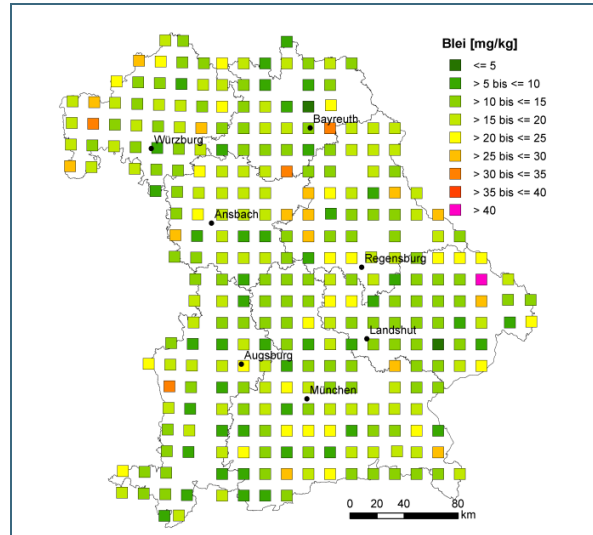 Blei [mg/kg]
<= 5
> 5 bis <= 10
> 10 bis <= 15
> 15 bis <= 20
> 20 bis <= 25
> 25 bis <= 30
> 30 bis <= 35
> 35 bis <= 40
> 40
Bayreuth
Würzburg
Ansbach
Regensburg
Landshut
Augsburg
München
0 20 40 80
km